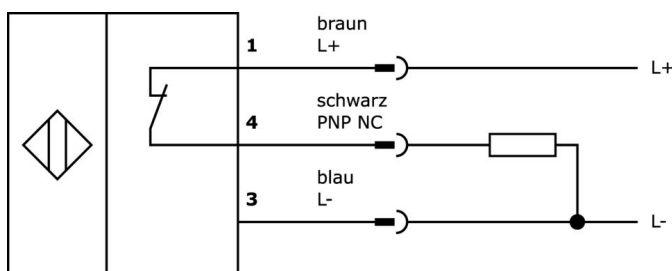 braun
1 L+
L+
schwarz
4 PNP NC
blau
3 L-
L-